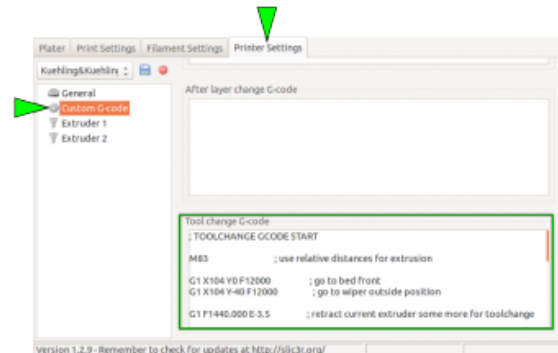 Plater Print Settings Filament Settings Printer Settings
Kuehling&Kuehling
General
Custom G-code
Extruder 1
Extruder 2
After layer change G-code
Tool change G-code
; TOOLCHANGE GCODE START
M83 ; use relative distances for extrusion
G1 X104 Y0 F12000 ; go to bed front
G1 X104 Y-40 F12000 ; go to wiper outside position
G1 F1440.000 E-3.5 ; retract current extruder some more for toolchange
Version 1.2.9 - Remember to check for updates at http://slic3r.org/